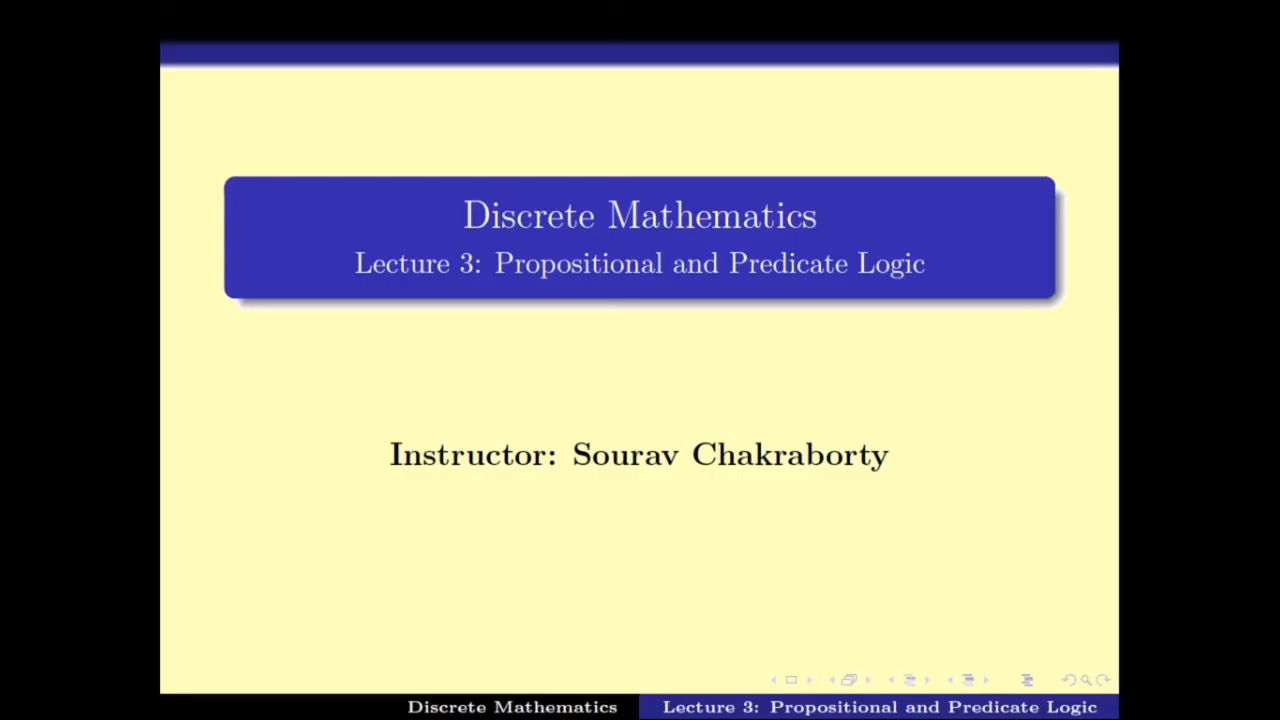 Discrete Mathematics
Lecture 3: Propositional and Predicate Logic
Instructor: Sourav Chakraborty
Discrete Mathematics
Lecture 3: Propositional and Predicate Logic